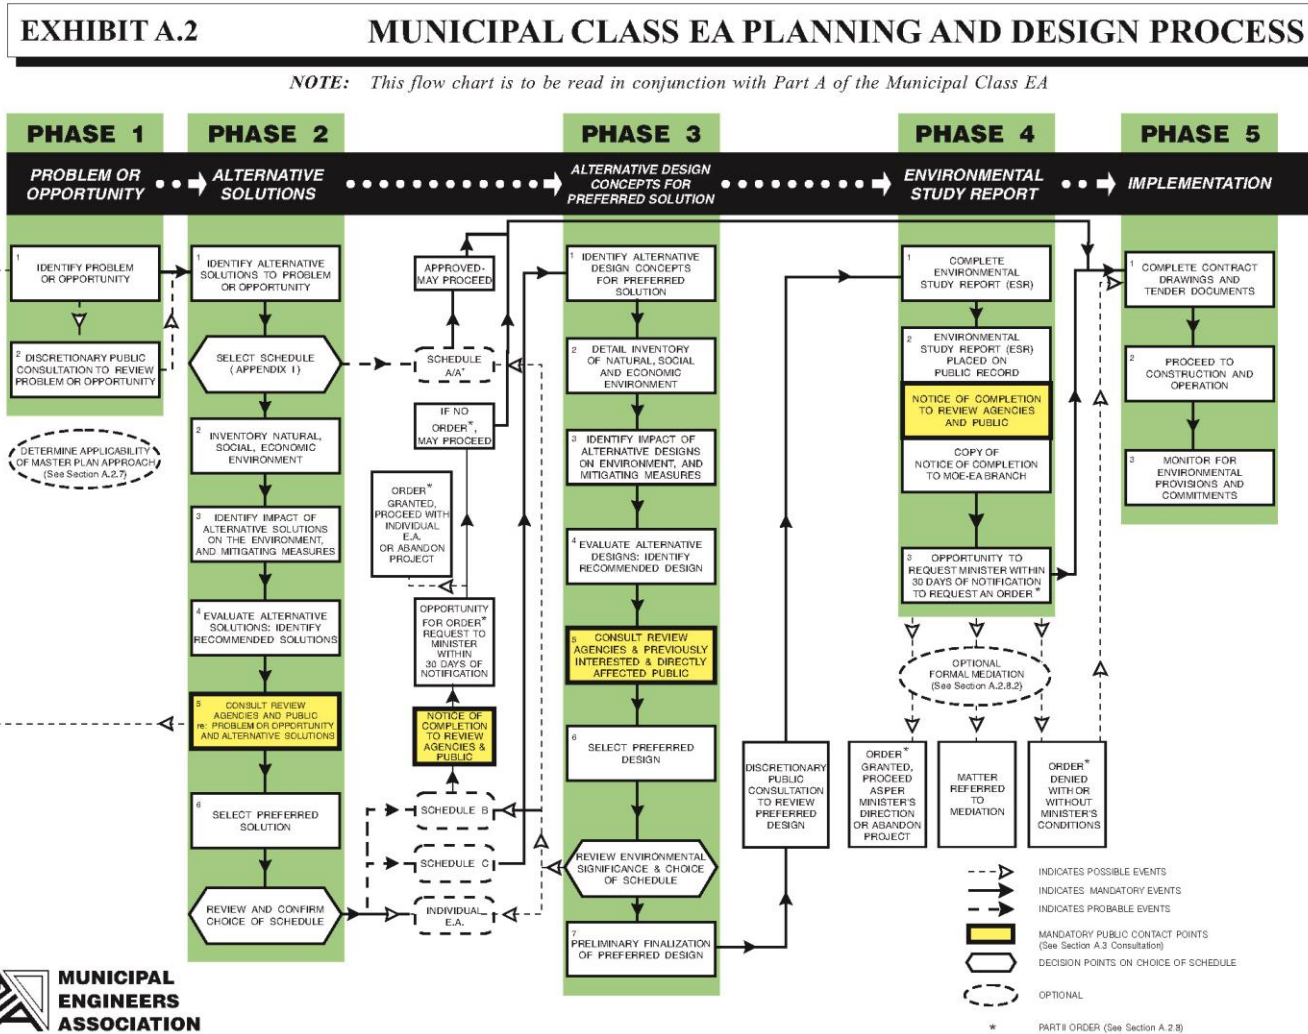 EXHIBIT A.2
MUNICIPAL CLASS EA PLANNING AND DESIGN PROCESS
NOTE: This flow chart is to be read in conjunction with Part A of the Municipal Class EA
PHASE 1
PROBLEM OR
OPPORTUNITY
1
IDENTIFY PROBLEM
OR OPPORTUNITY
2
DISCRETIONARY PUBLIC
CONSULTATION TO REVIEW
PROBLEM OR OPPORTUNITY
DETERMINE APPLICABILITY
OF MASTER PLAN APPROACH
(See Section A.2.7)
PHASE 2
ALTERNATIVE
SOLUTIONS
1
IDENTIFY ALTERNATIVE
SOLUTIONS TO PROBLEM
OR OPPORTUNITY
SELECT SCHEDULE
(APPENDIX I)
2
INVENTORY NATURAL,
SOCIAL, ECONOMIC
ENVIRONMENT
3
IDENTIFY IMPACT OF
ALTERNATIVE SOLUTIONS
ON THE ENVIRONMENT,
AND MITIGATING MEASURES
4
EVALUATE ALTERNATIVE
SOLUTIONS: IDENTIFY
RECOMMENDED SOLUTIONS
5
CONSULT REVIEW
AGENCIES AND PUBLIC
re: PROBLEM OR OPPORTUNITY
AND ALTERNATIVE SOLUTIONS
6
SELECT PREFERRED
SOLUTION
REVIEW AND CONFIRM
CHOICE OF SCHEDULE
APPROVED-
MAY PROCEED
SCHEDULE
A/A+
IF NO
ORDER*,
MAY PROCEED
ORDER*
GRANTED,
PROCEED WITH
INDIVIDUAL
E.A.
OR ABANDON
PROJECT
OPPORTUNITY
FOR ORDER*
REQUEST TO
MINISTER
WITHIN
30 DAYS OF
NOTIFICATION
NOTICE OF
COMPLETION
TO REVIEW
AGENCIES &
PUBLIC
SCHEDULE B
SCHEDULE C
INDIVIDUAL
E.A.
PHASE 3
ALTERNATIVE DESIGN
CONCEPTS FOR
PREFERRED SOLUTION
1
IDENTIFY ALTERNATIVE
DESIGN CONCEPTS
FOR PREFERRED
SOLUTION
2
DETAIL INVENTORY
OF NATURAL, SOCIAL
AND ECONOMIC
ENVIRONMENT
3
IDENTIFY IMPACT OF
ALTERNATIVE DESIGNS
ON ENVIRONMENT, AND
MITIGATING MEASURES
4
EVALUATE ALTERNATIVE
DESIGNS: IDENTIFY
RECOMMENDED DESIGN
5
CONSULT REVIEW
AGENCIES & PREVIOUSLY
INTERESTED & DIRECTLY
AFFECTED PUBLIC
6
SELECT PREFERRED
DESIGN
REVIEW ENVIRONMENTAL
SIGNIFICANCE & CHOICE
OF SCHEDULE
7
PRELIMINARY FINALIZATION
OF PREFERRED DESIGN
DISCRETIONARY
PUBLIC
CONSULTATION
TO REVIEW
PREFERRED
DESIGN
PHASE 4
ENVIRONMENTAL
STUDY REPORT
1
COMPLETE
ENVIRONMENTAL
STUDY REPORT (ESR)
2
ENVIRONMENTAL
STUDY REPORT (ESR)
PLACED ON
PUBLIC RECORD
NOTICE OF COMPLETION
TO REVIEW AGENCIES
AND PUBLIC
COPY OF
NOTICE OF COMPLETION
TO MOE-EA BRANCH
3
OPPORTUNITY TO
REQUEST MINISTER WITHIN
30 DAYS OF NOTIFICATION
TO REQUEST AN ORDER*
OPTIONAL
FORMAL MEDIATION
(See Section A.2.8.2)
ORDER*
GRANTED,
PROCEED
ASPER
MINISTER'S
DIRECTION
OR ABANDON
PROJECT
MATTER
REFERRED
TO
MEDIATION
ORDER*
DENIED
WITH OR
WITHOUT
MINISTER'S
CONDITIONS
PHASE 5
IMPLEMENTATION
1
COMPLETE CONTRACT
DRAWINGS AND
TENDER DOCUMENTS
2
PROCEED TO
CONSTRUCTION AND
OPERATION
3
MONITOR FOR
ENVIRONMENTAL
PROVISIONS AND
COMMITMENTS
INDICATES POSSIBLE EVENTS
INDICATES MANDATORY EVENTS
INDICATES PROBABLE EVENTS
MANDATORY PUBLIC CONTACT POINTS
(See Section A.3 Consultation)
DECISION POINTS ON CHOICE OF SCHEDULE
OPTIONAL
* PART II ORDER (See Section A.2.8)
MUNICIPAL
ENGINEERS
ASSOCIATION